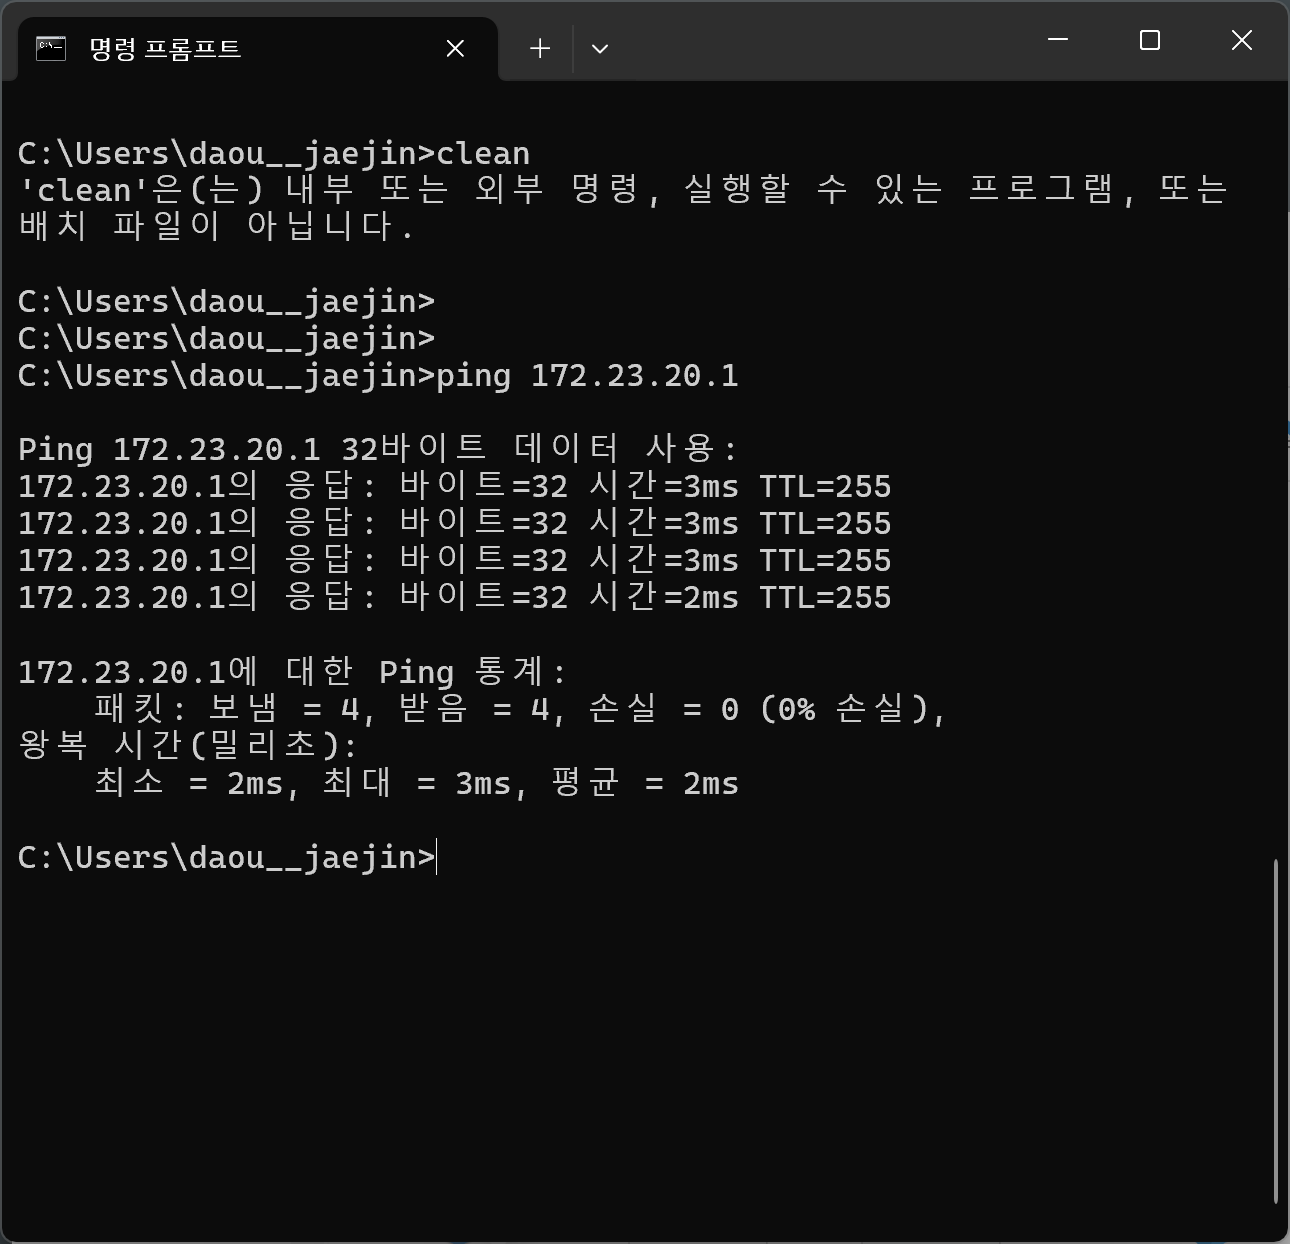 명령 프롬프트
C:\Users\daou__jaejin>clean
'clean'은(는) 내부 또는 외부 명령, 실행할 수 있는 프로그램, 또는
배치 파일이 아닙니다.
C:\Users\daou__jaejin>
C:\Users\daou__jaejin>
C:\Users\daou__jaejin>ping 172.23.20.1
Ping 172.23.20.1 32바이트 데이터 사용:
172.23.20.1의 응답: 바이트=32 시간=3ms TTL=255
172.23.20.1의 응답: 바이트=32 시간=3ms TTL=255
172.23.20.1의 응답: 바이트=32 시간=3ms TTL=255
172.23.20.1의 응답: 바이트=32 시간=2ms TTL=255
172.23.20.1에 대한 Ping 통계:
    패킷: 보냄 = 4, 받음 = 4, 손실 = 0 (0% 손실),
왕복 시간(밀리초):
    최소 = 2ms, 최대 = 3ms, 평균 = 2ms
C:\Users\daou__jaejin>